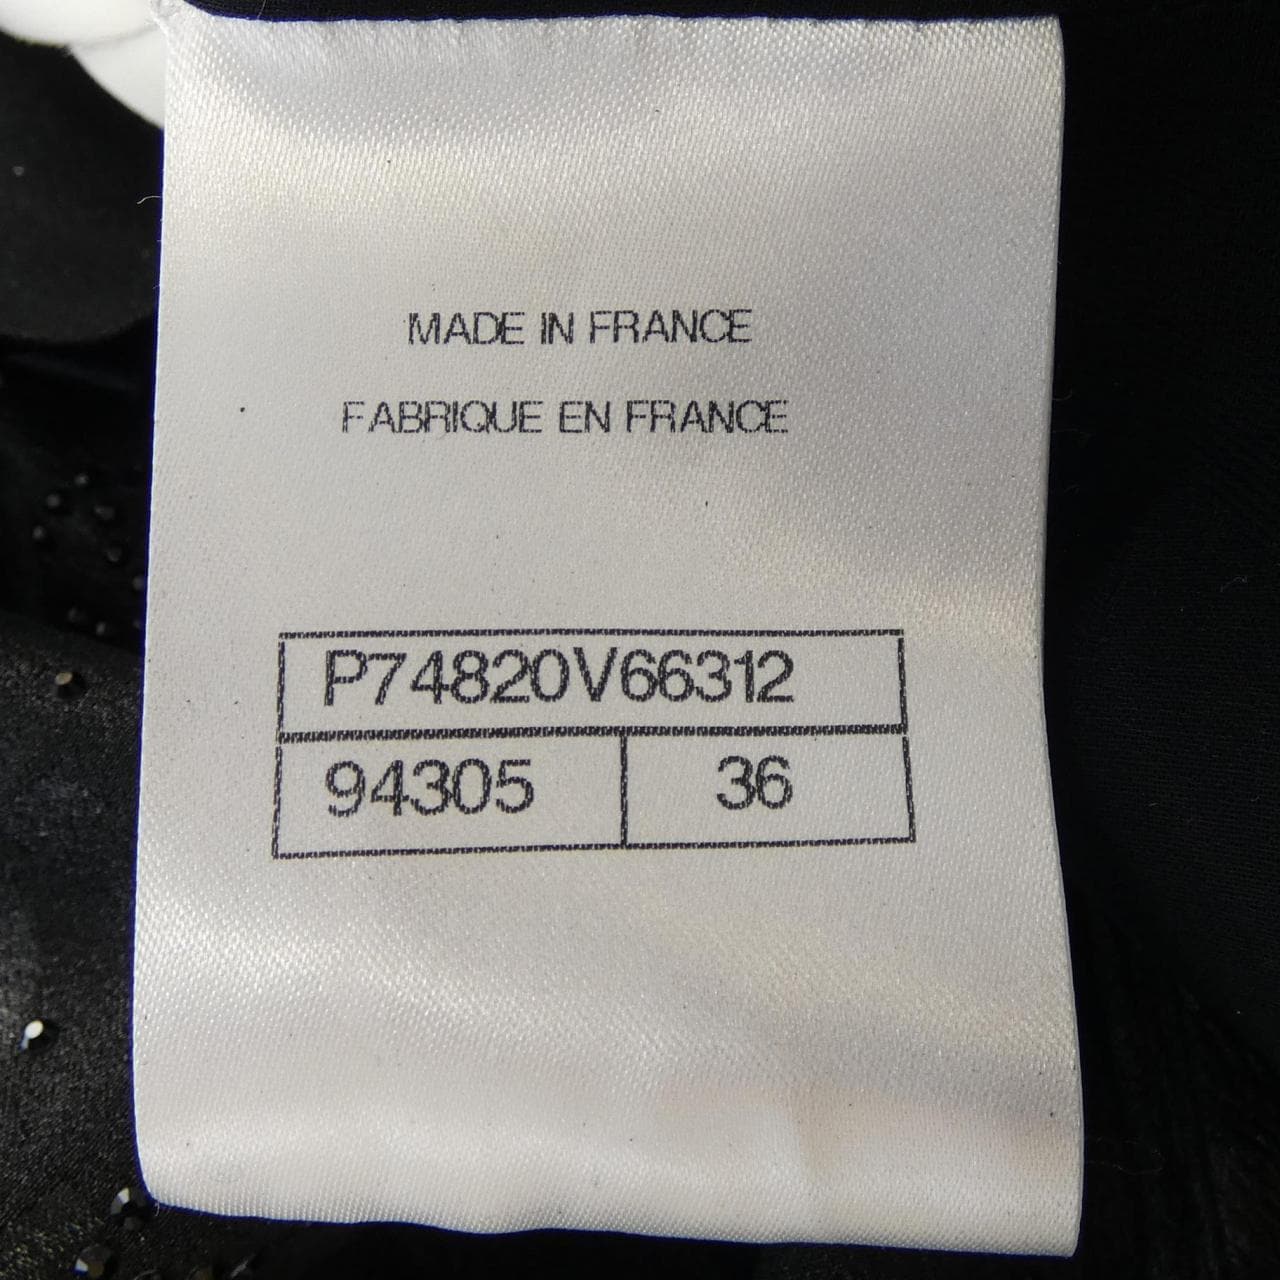 MADE IN FRANCE
FABRIQUE EN FRANCE
P74820V66312
94305 36